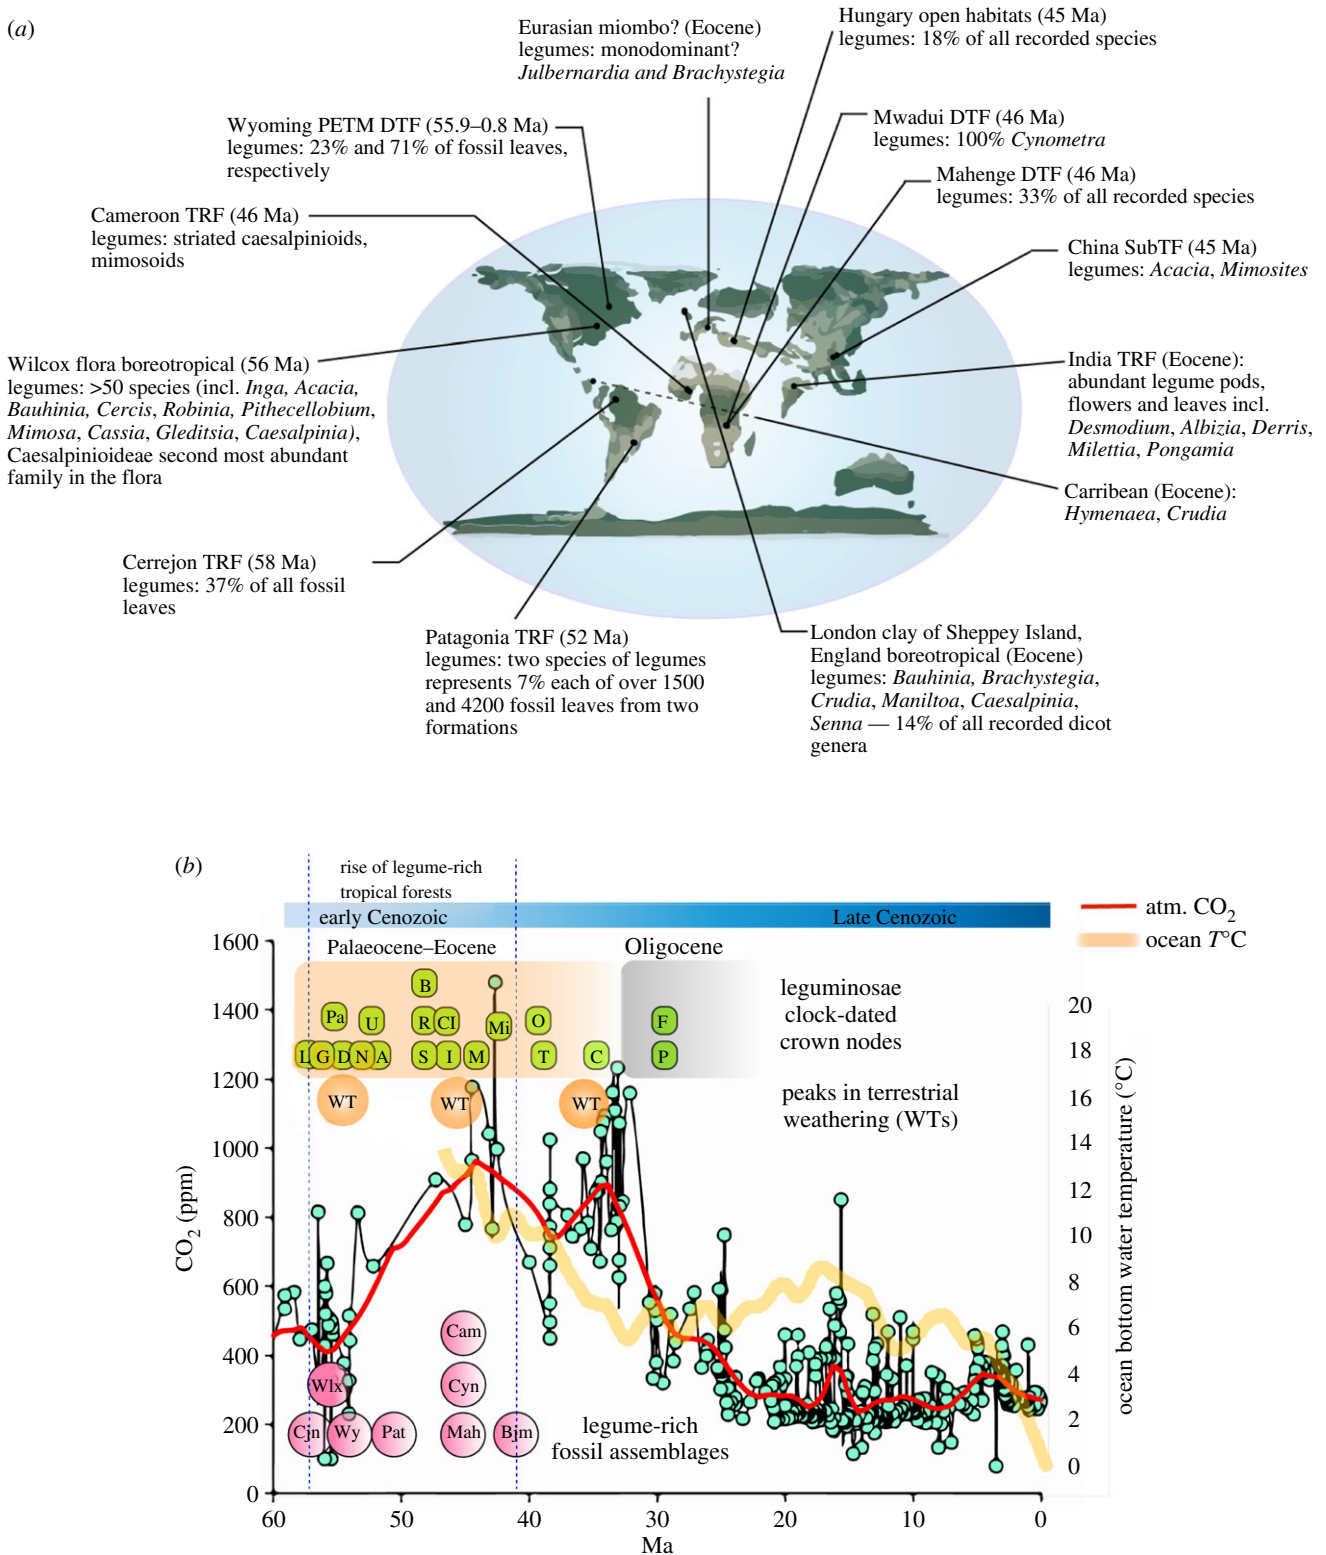 (a)
Eurasian miombo? (Eocene)
legumes: monodominant?
Julbernardia and Brachystegia
Hungary open habitats (45 Ma)
legumes: 18% of all recorded species
Wyoming PETM DTF (55.9–0.8 Ma)
legumes: 23% and 71% of fossil leaves,
respectively
Mwadui DTF (46 Ma)
legumes: 100% Cynometra
Mahenge DTF (46 Ma)
legumes: 33% of all recorded species
Cameroon TRF (46 Ma)
legumes: striated caesalpinioids,
mimosoids
China SubTF (45 Ma)
legumes: Acacia, Mimosites
Wilcox flora boreotropical (56 Ma)
legumes: >50 species (incl. Inga, Acacia,
Bauhinia, Cercis, Robinia, Pithecellobium,
Mimosa, Cassia, Gleditsia, Caesalpinia),
Caesalpinioideae second most abundant
family in the flora
India TRF (Eocene):
abundant legume pods,
flowers and leaves incl.
Desmodium, Albizia, Derris,
Milettia, Pongamia
Carribean (Eocene):
Hymenaea, Crudia
Cerrejon TRF (58 Ma)
legumes: 37% of all fossil
leaves
Patagonia TRF (52 Ma)
legumes: two species of legumes
represents 7% each of over 1500
and 4200 fossil leaves from two
formations
London clay of Sheppey Island,
England boreotropical (Eocene)
legumes: Bauhinia, Brachystegia,
Crudia, Maniltoa, Caesalpinia,
Senna — 14% of all recorded dicot
genera
(b)
rise of legume-rich
tropical forests
early Cenozoic
Late Cenozoic
atm. CO2
ocean T°C
Palaeocene–Eocene
Oligocene
leguminosae
clock-dated
crown nodes
peaks in terrestrial
weathering (WTs)
B
Pa
U
R
CI
Mi
O
F
L
G
D
N
A
S
I
M
T
C
P
WT
WT
WT
Cam
Wlx
Cyn
Cjn
Wy
Pat
Mah
Bjm
legume-rich
fossil assemblages
CO2 (ppm)
1600
1400
1200
1000
800
600
400
200
0
60
50
40
30
20
10
0
Ma
20
18
16
14
12
10
8
6
4
2
0
ocean bottom water temperature (°C)